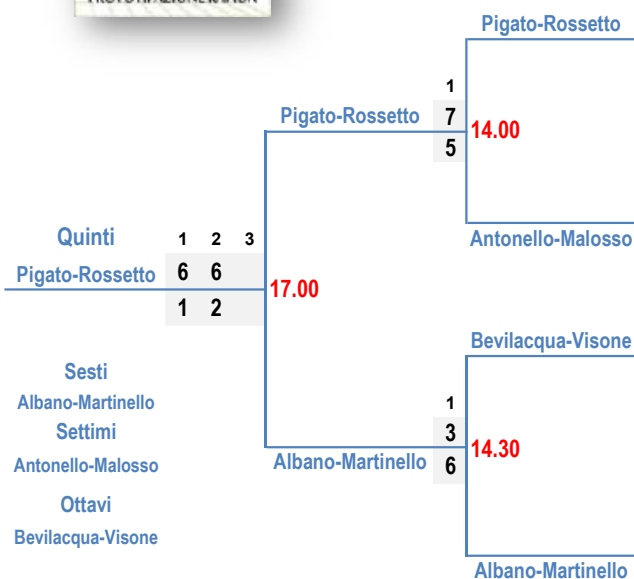 Pigato-Rossetto
1
Pigato-Rossetto 7
14.00
5
Quinti 1 2 3
Antonello-Malosso
Pigato-Rossetto 6 6
17.00
1 2
Bevilacqua-Visone
Sesti
Albano-Martinello
1
Settimi
3
14.30
Antonello-Malosso
Albano-Martinello 6
Ottavi
Bevilacqua-Visone
Albano-Martinello